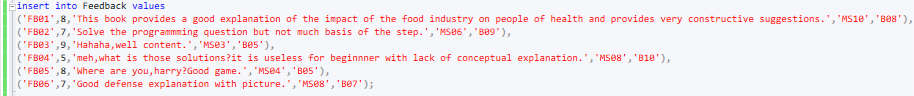 insert into Feedback values
('FB01',8,'This book provides a good explanation of the impact of the food industry on people of health and provides very constructive suggestions.','MS10','B08'),
('FB02',7,'Solve the programmming question but not much basis of the step.','MS06','B09'),
('FB03',9,'Hahaha,well content.','MS03','B05'),
('FB04',5,'meh,what is those solutions?it is useless for beginnner with lack of conceptual explanation.','MS08','B10'),
('FB05',8,'Where are you,harry?Good game.','MS04','B05'),
('FB06',7,'Good defense explanation with picture.','MS08','B07');